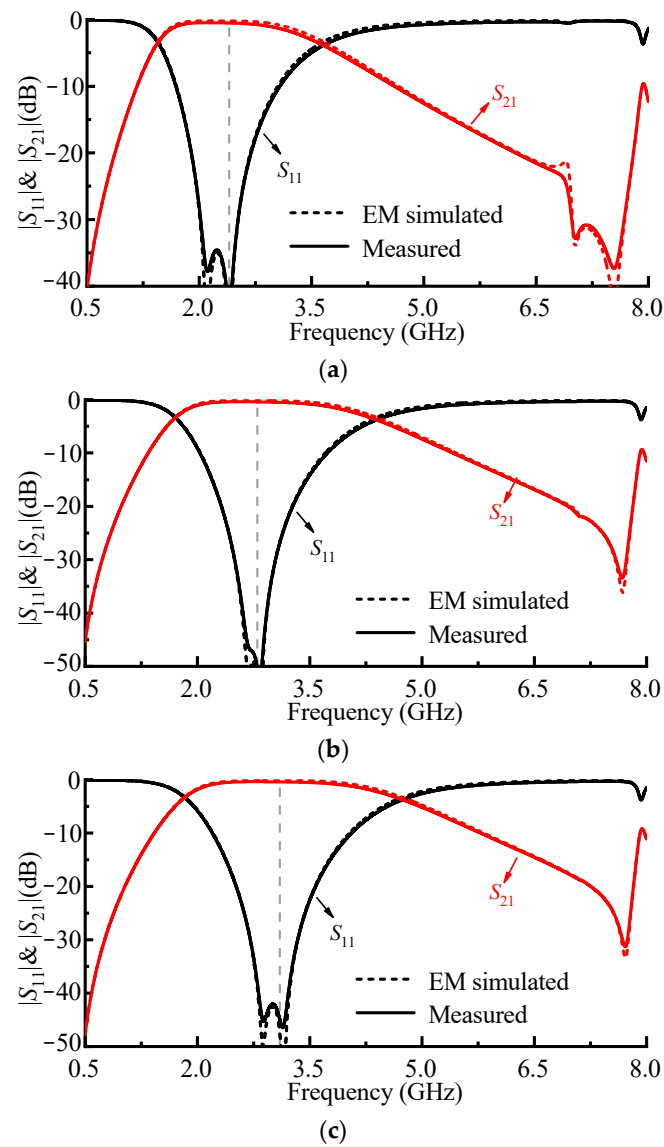 0
−10
−20
−30
−40
|S11|& |S21|(dB)
S21
S11
EM simulated
Measured
0.5 2.0 3.5 5.0 6.5 8.0
Frequency (GHz)
(a)
0
−10
−20
−30
−40
−50
|S11|& |S21|(dB)
S21
S11
EM simulated
Measured
0.5 2.0 3.5 5.0 6.5 8.0
Frequency (GHz)
(b)
0
−10
−20
−30
−40
−50
|S11|& |S21|(dB)
S21
S11
EM simulated
Measured
0.5 2.0 3.5 5.0 6.5 8.0
Frequency (GHz)
(c)